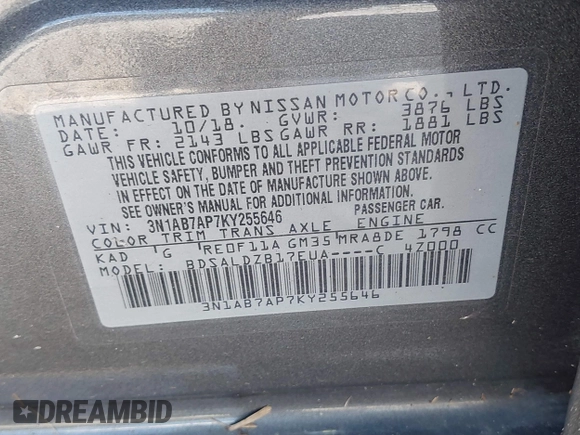 MANUFACTURED BY NISSAN MOTOR CO., LTD.
DATE: 10/18. GVWR: 3876 LBS
GAWR FR: 2143 LBS GAWR RR: 1881 LBS
THIS VEHICLE CONFORMS TO ALL APPLICABLE FEDERAL MOTOR
VEHICLE SAFETY, BUMPER, AND THEFT PREVENTION STANDARDS
IN EFFECT ON THE DATE OF MANUFACTURE SHOWN ABOVE.
SEE OWNER'S MANUAL FOR ADDITIONAL INFORMATION.
VIN: 3N1AB7AP7KY255646 PASSENGER CAR.
COLOR TRIM TRANS AXLE ENGINE
KAD G RE0F11A GM35 MRA8DE 1798 CC
MODEL: BDSALDZB17EUA----C 4Z000
3N1AB7AP7KY255646
DREAMBID